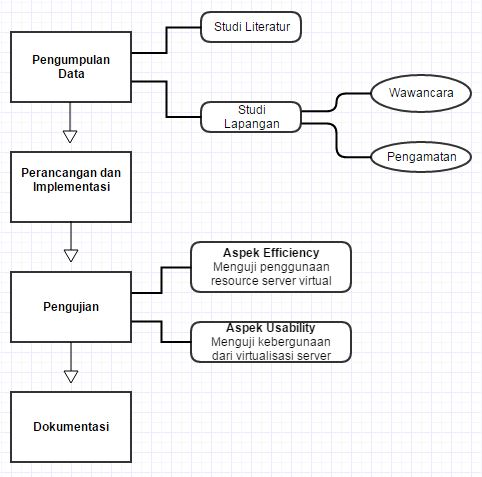 Studi Literatur
Pengumpulan
Data
Studi
Lapangan
Wawancara
Pengamatan
Perancangan dan
Implementasi
Aspek Efficiency
Menguji penggunaan
resource server virtual
Pengujian
Aspek Usability
Menguji kebergunaan
dari virtualisasi server
Dokumentasi